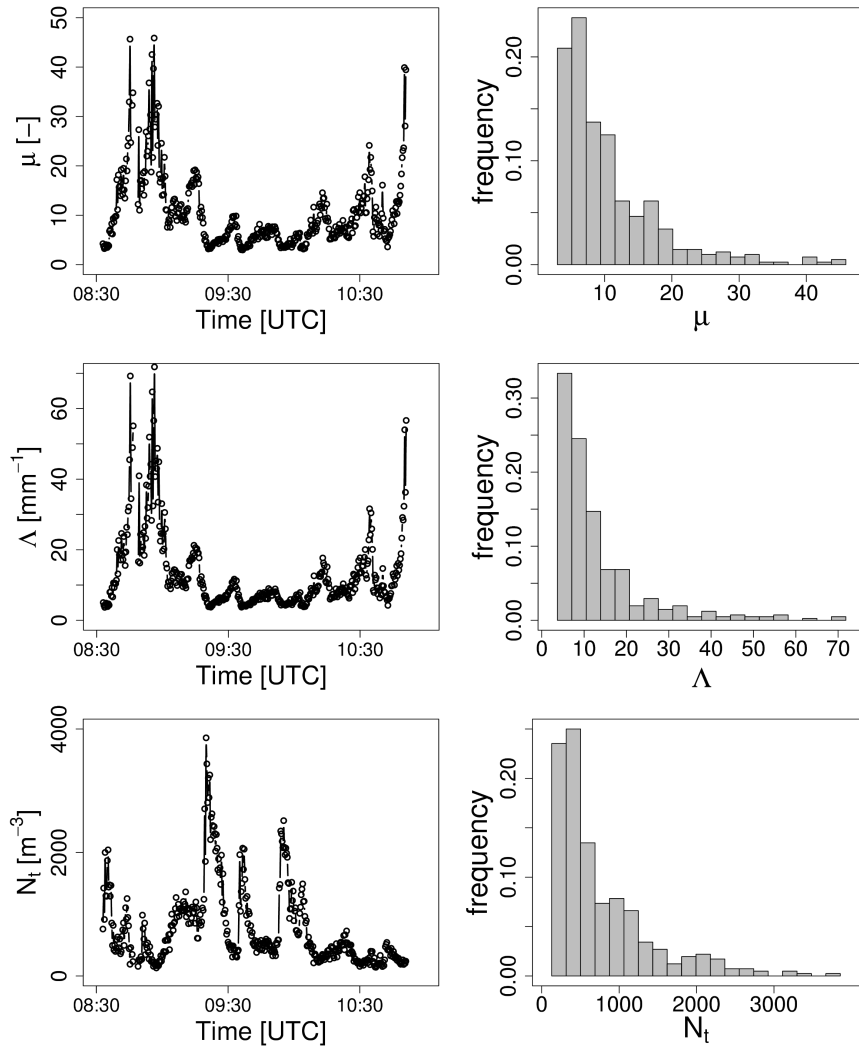 50
40
30
20
10
0
μ [−]
08:30 09:30 10:30
Time [UTC]
0.20
0.10
0.00
frequency
10 20 30 40
μ
60
40
20
0
Λ [mm⁻¹]
08:30 09:30 10:30
Time [UTC]
0.30
0.20
0.10
0.00
frequency
0 10 20 30 40 50 60 70
Λ
4000
2000
0
Nₜ [m⁻³]
08:30 09:30 10:30
Time [UTC]
0.20
0.10
0.00
frequency
0 1000 2000 3000
Nₜ